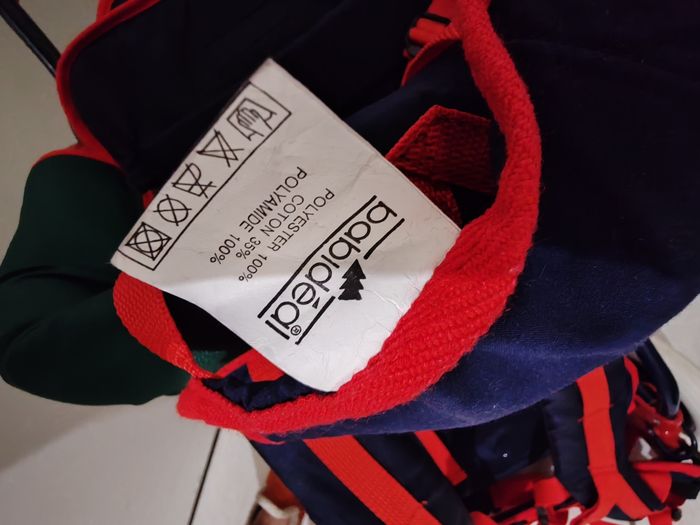 babidéal®
POLYESTER 100%
COTON 35%
POLYAMIDE 100%